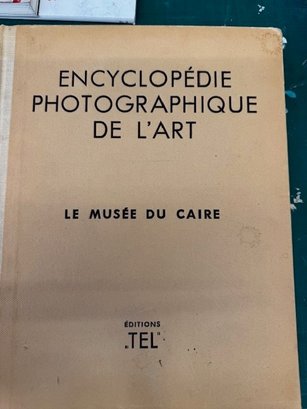 ENCYCLOPÉDIE
PHOTOGRAPHIQUE
DE L'ART
LE MUSÉE DU CAIRE
ÉDITIONS
„TEL"